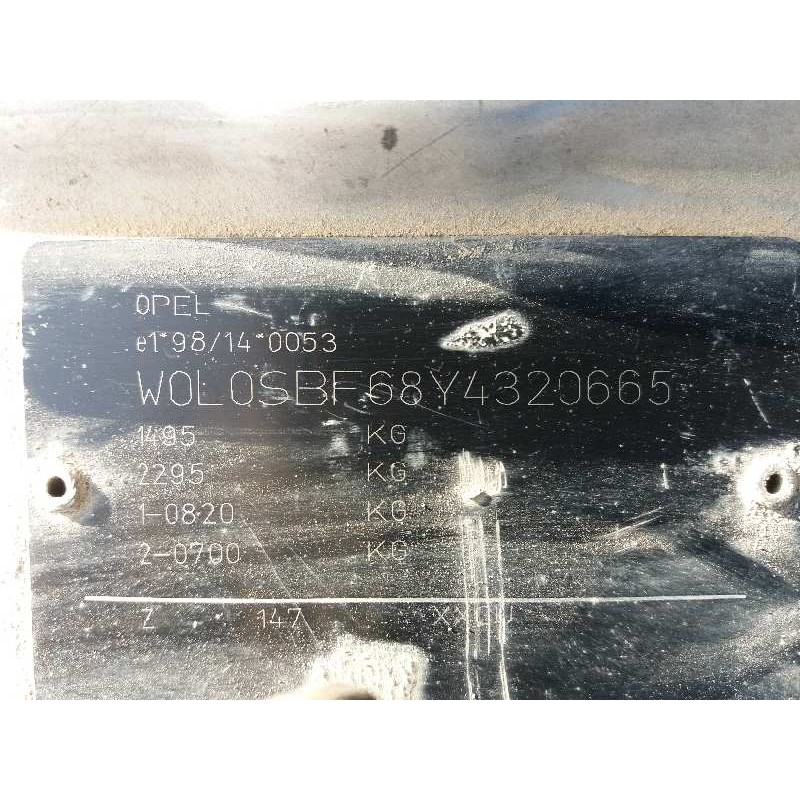 OPEL
e1*98/14*0053
W0L0SBF68Y4320665
1495 KG
2295 KG
1-0820 KG
2-0700 KG
Z 147